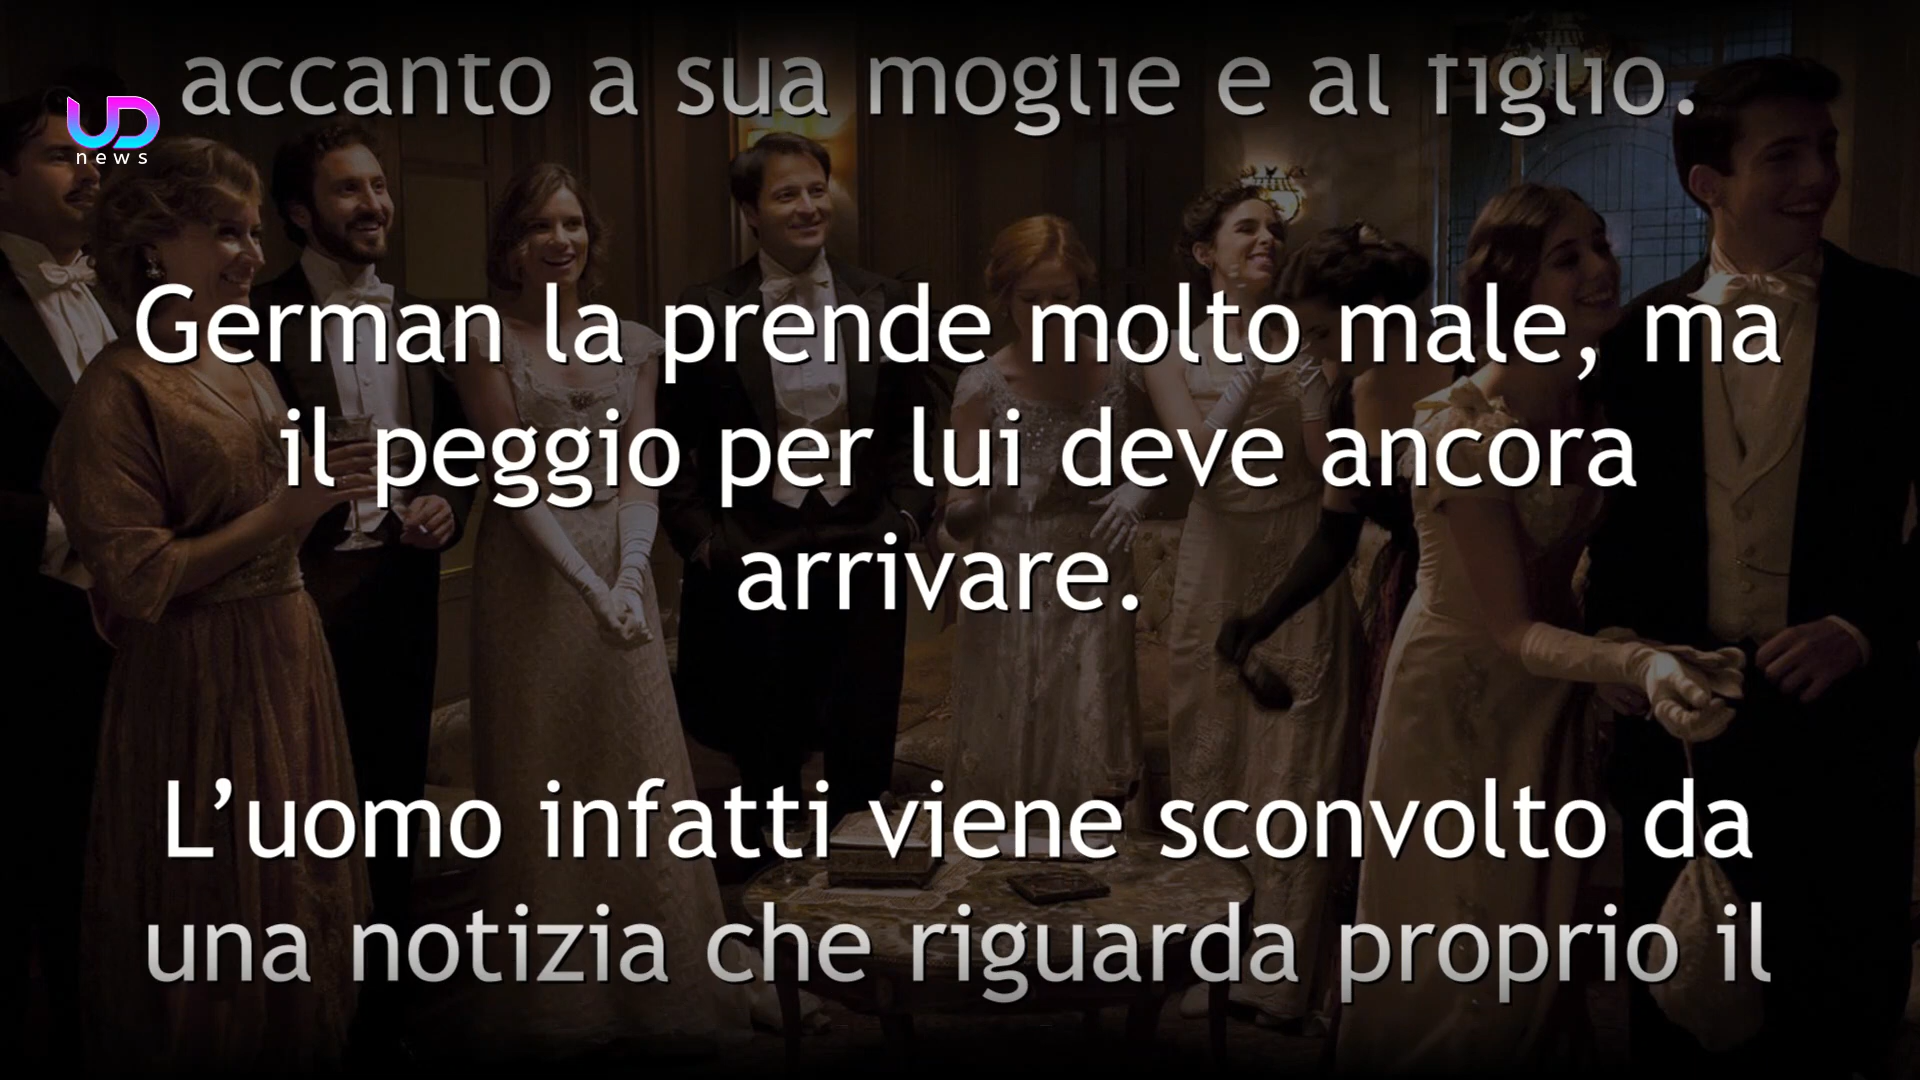 accanto a sua moglie e al figlio.
UD
news
German la prende molto male, ma
il peggio per lui deve ancora
arrivare.
L’uomo infatti viene sconvolto da
una notizia che riguarda proprio il